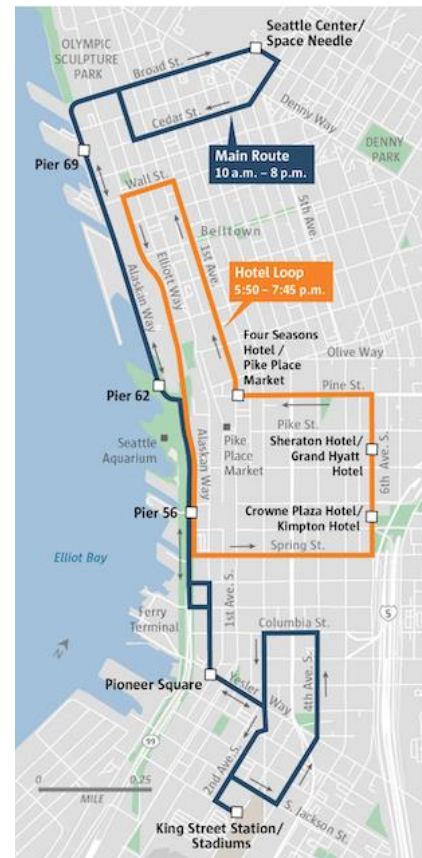 Seattle Center/
Space Needle
OLYMPIC
SCULPTURE
PARK
Broad St.
Denny Way
Cedar St.
DENNY
PARK
Main Route
10 a.m. – 8 p.m.
Pier 69
Wall St.
5th Ave.
Belltown
1st Ave.
Elliott Way
Hotel Loop
5:50 – 7:45 p.m.
Alaskan Way
Four Seasons
Hotel /
Pike Place
Market
Olive Way
Pier 62
Pine St.
Pike St.
Seattle
Aquarium
Alaskan Way
Pike
Place
Market
Sheraton Hotel/
Grand Hyatt
Hotel
6th Ave. S.
Pier 56
Crowne Plaza Hotel/
Kimpton Hotel
Spring St.
Elliot Bay
1st Ave. S.
5
Ferry
Terminal
Columbia St.
N
Pioneer Square
Yesler Way
4th Ave. S.
99
2nd Ave. S.
0
0.25
MILE
S. Jackson St.
King Street Station/
Stadiums